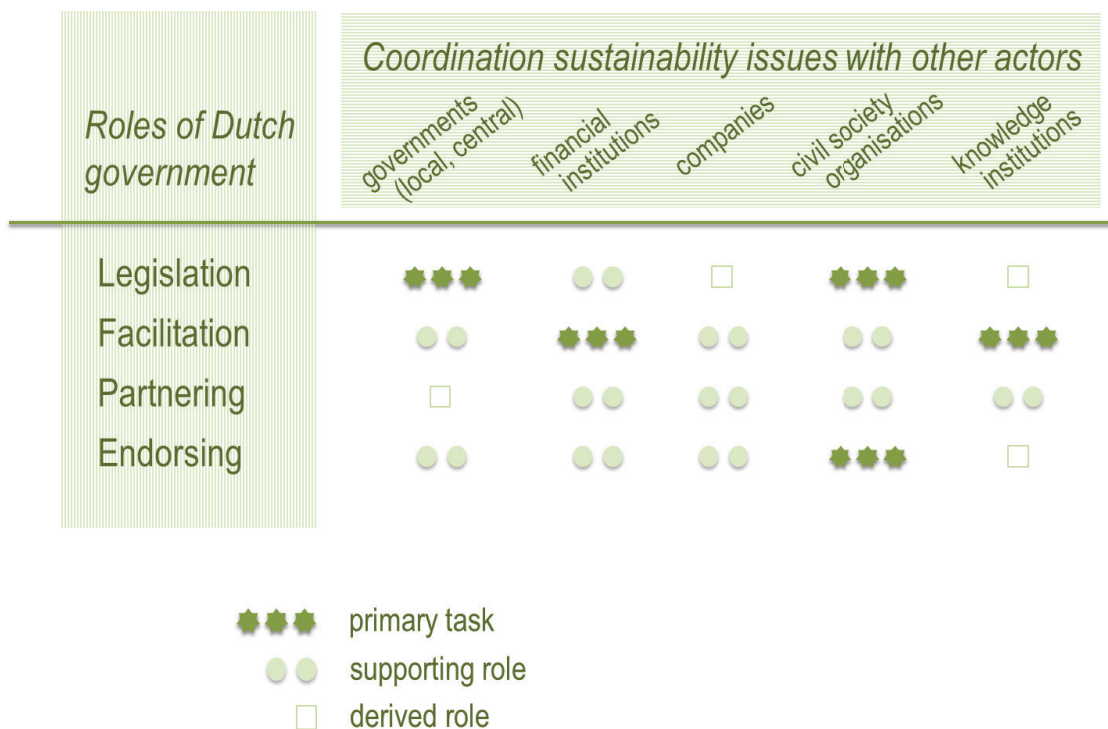 Coordination sustainability issues with other actors
Roles of Dutch
government
governments
(local, central)
financial
institutions
companies
civil society
organisations
knowledge
institutions
Legislation
Facilitation
Partnering
Endorsing
primary task
supporting role
derived role